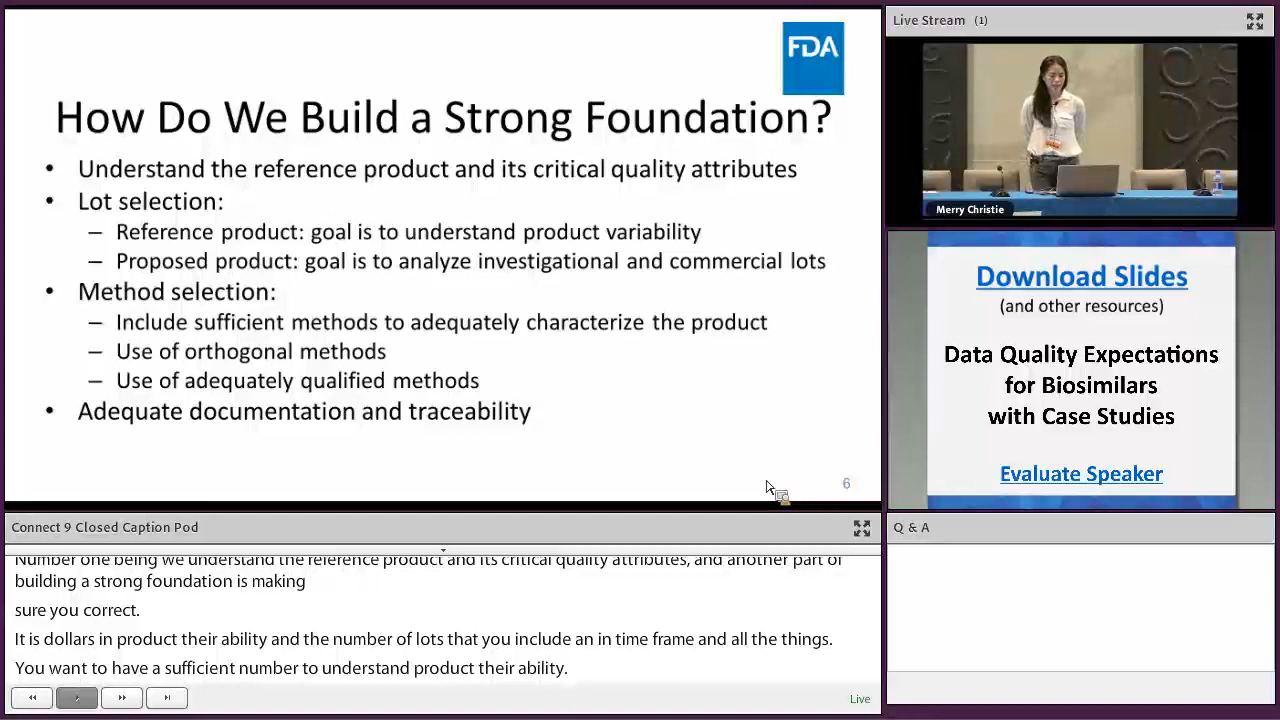 FDA
How Do We Build a Strong Foundation?
• Understand the reference product and its critical quality attributes
• Lot selection:
– Reference product: goal is to understand product variability
– Proposed product: goal is to analyze investigational and commercial lots
• Method selection:
– Include sufficient methods to adequately characterize the product
– Use of orthogonal methods
– Use of adequately qualified methods
• Adequate documentation and traceability
6
Live Stream (1)
Merry Christie
Download Slides
(and other resources)
Data Quality Expectations
for Biosimilars
with Case Studies
Evaluate Speaker
Connect 9 Closed Caption Pod
Number one being we understand the reference product and its critical quality attributes, and another part of
building a strong foundation is making
sure you correct.
It is dollars in product their ability and the number of lots that you include an in time frame and all the things.
You want to have a sufficient number to understand product their ability.
Live
Q & A